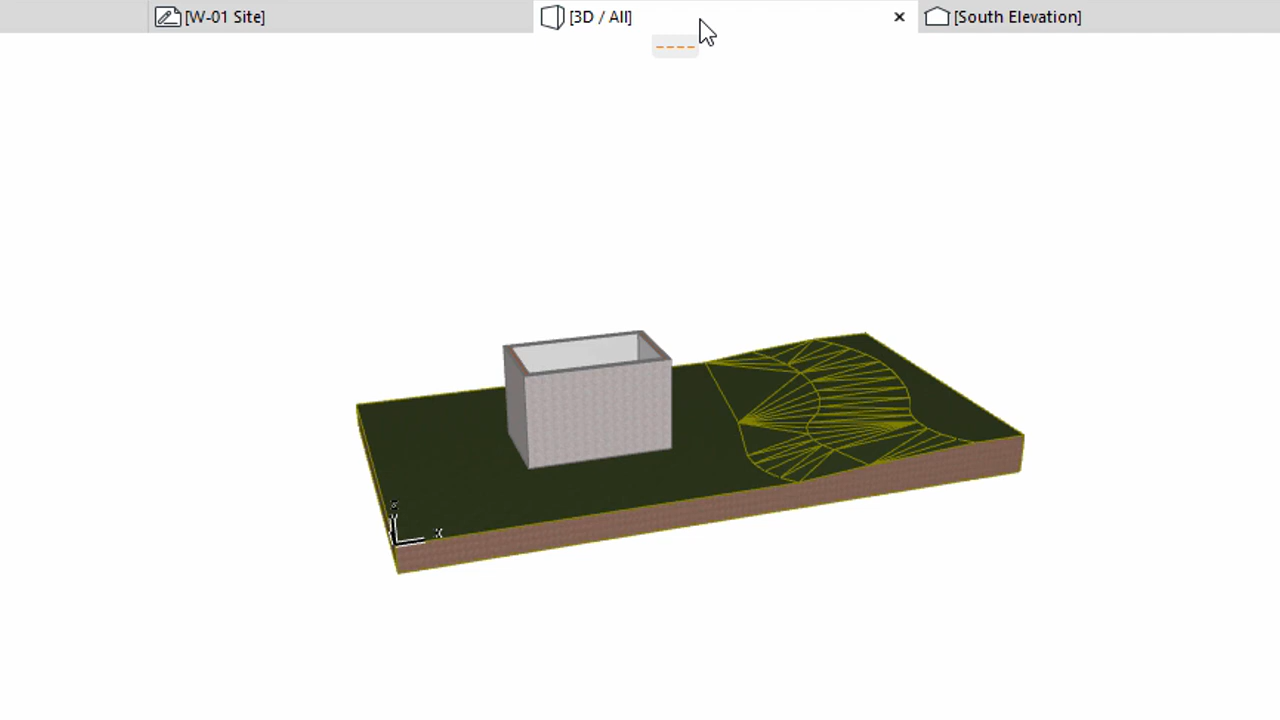 [W-01 Site]
[3D / All]
[South Elevation]
z
x